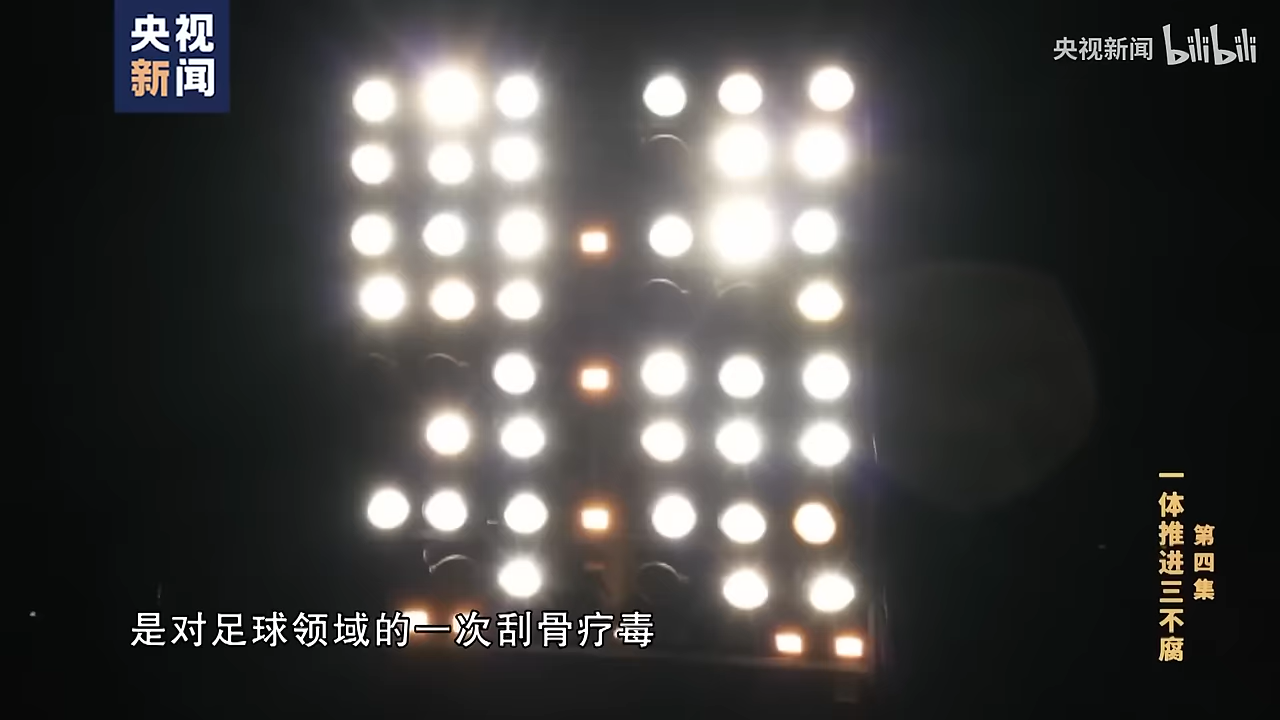 央视
新闻
央视新闻 bilibili
第四集
一体推进三不腐
是对足球领域的一次刮骨疗毒